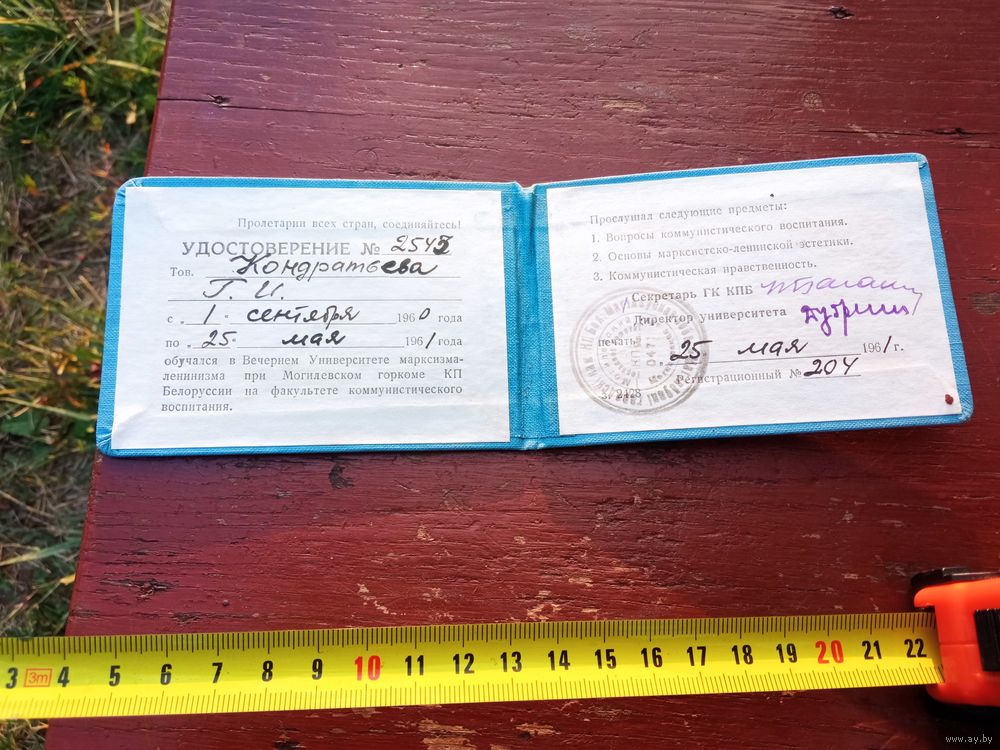 Пролетарии всех стран, соединяйтесь!
УДОСТОВЕРЕНИЕ № 2543
Тов. Кондратьева
Г. И.
с „ 1 " сентября 1960 года
по „ 25 " мая 1961 года
обучался в Вечернем Университете марксизма-
ленинизма при Могилевском горкоме КП
Белоруссии на факультете коммунистического
воспитания.
Прослушал следующие предметы:
1. Вопросы коммунистического воспитания.
2. Основы марксистско-ленинской эстетики.
3. Коммунистическая нравственность.
Секретарь ГК КПБ
Директор университета
печать
25 мая 1961 г.
Регистрационный № 204
З. 2428
3 3m 4 5 6 7 8 9 10 11 12 13 14 15 16 17 18 19 20 21 22
www.ay.by